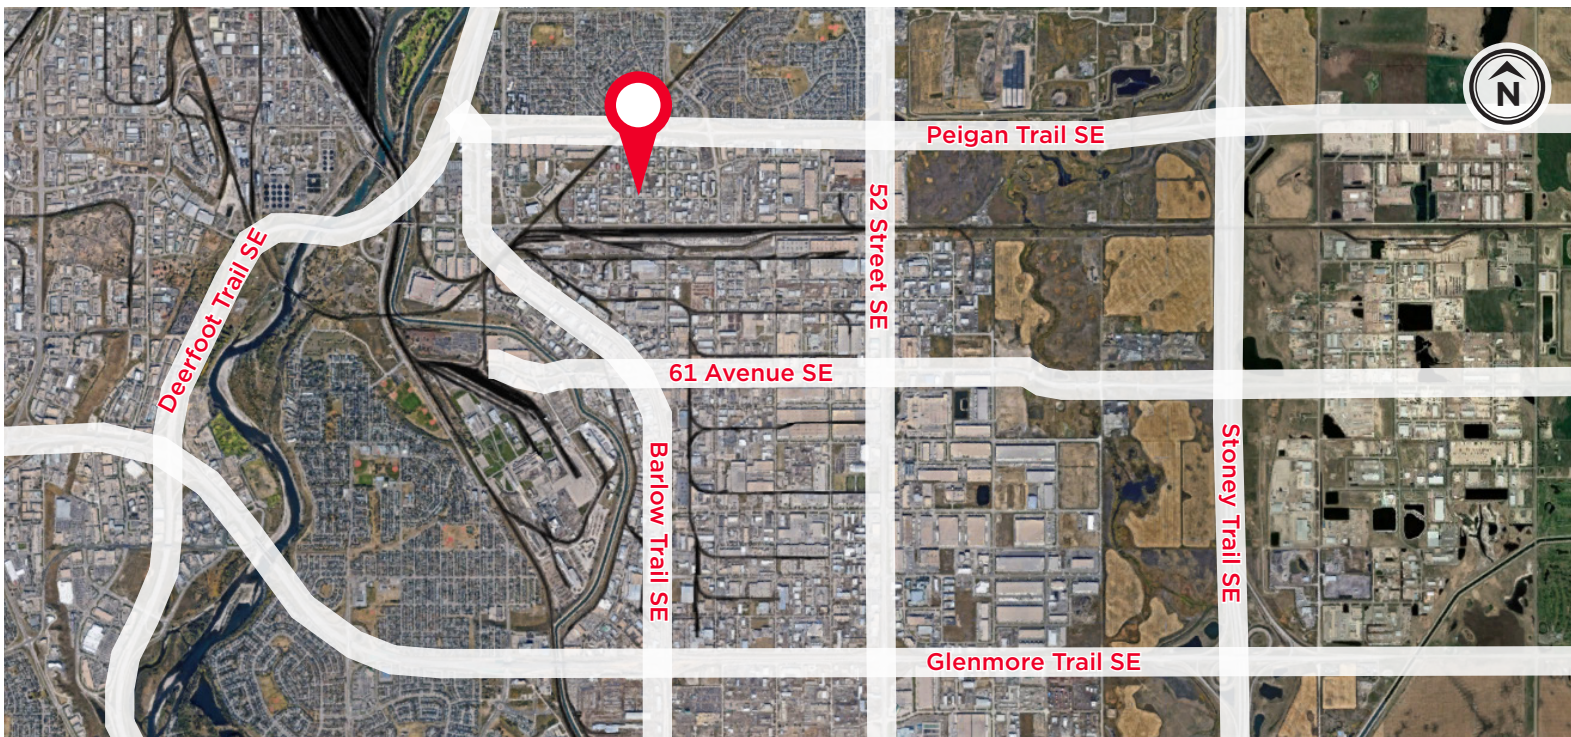 N
Peigan Trail SE
52 Street SE
Deerfoot Trail SE
61 Avenue SE
Barlow Trail SE
Stoney Trail SE
Glenmore Trail SE